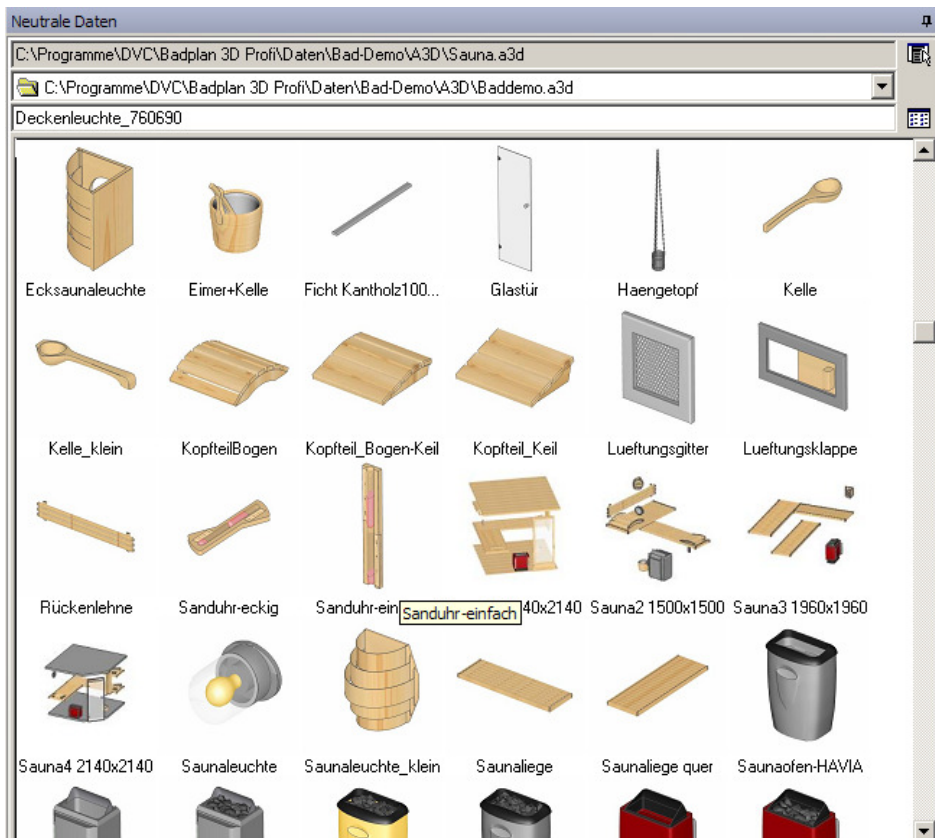 Neutrale Daten
C:\Programme\DVC\Badplan 3D Profi\Daten\Bad-Demo\A3D\Sauna.a3d
C:\Programme\DVC\Badplan 3D Profi\Daten\Bad-Demo\A3D\Baddemo.a3d
Deckenleuchte_760690
Ecksaunaleuchte Eimer+Kelle Ficht Kantholz100... Glastür Haengetopf Kelle
Kelle_klein KopfteilBogen Kopfteil_Bogen-Keil Kopfteil_Keil Lueftungsgitter Lueftungsklappe
Rückenlehne Sanduhr-eckig Sanduhr-ein 40x2140 Sauna2 1500x1500 Sauna3 1960x1960
Sanduhr-einfach
Sauna4 2140x2140 Saunaleuchte Saunaleuchte_klein Saunaliege Saunaliege quer Saunaofen-HAVIA